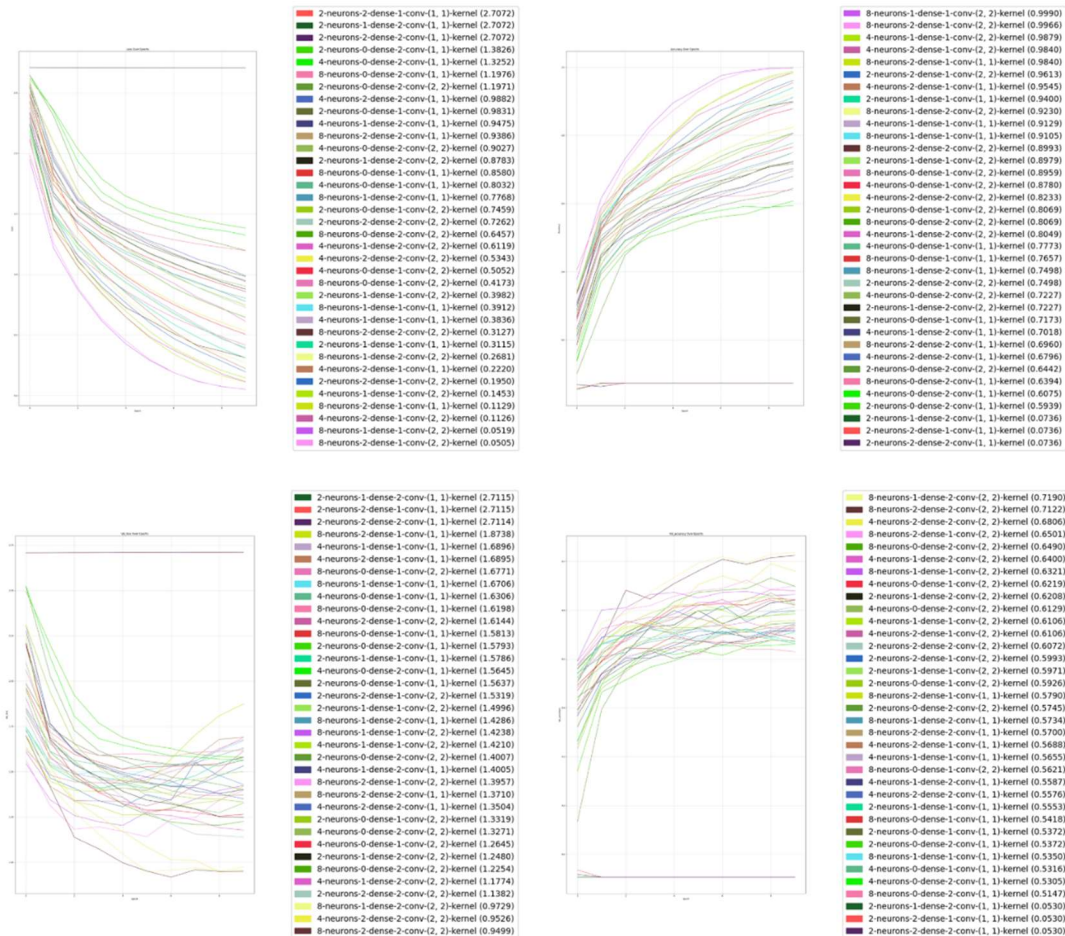 2-neurons-2-dense-1-conv-(1, 1)-kernel (2.7072)
2-neurons-1-dense-2-conv-(1, 1)-kernel (2.7072)
2-neurons-2-dense-2-conv-(1, 1)-kernel (2.7072)
2-neurons-0-dense-2-conv-(1, 1)-kernel (1.3826)
4-neurons-0-dense-2-conv-(1, 1)-kernel (1.3252)
8-neurons-0-dense-2-conv-(1, 1)-kernel (1.1976)
2-neurons-0-dense-2-conv-(2, 2)-kernel (1.1971)
4-neurons-2-dense-2-conv-(1, 1)-kernel (0.9882)
2-neurons-0-dense-1-conv-(1, 1)-kernel (0.9831)
4-neurons-1-dense-2-conv-(1, 1)-kernel (0.9475)
8-neurons-2-dense-2-conv-(1, 1)-kernel (0.9386)
4-neurons-0-dense-2-conv-(2, 2)-kernel (0.9027)
2-neurons-1-dense-2-conv-(2, 2)-kernel (0.8783)
8-neurons-0-dense-1-conv-(1, 1)-kernel (0.8580)
4-neurons-0-dense-1-conv-(1, 1)-kernel (0.8032)
8-neurons-1-dense-2-conv-(1, 1)-kernel (0.7768)
2-neurons-0-dense-1-conv-(2, 2)-kernel (0.7459)
2-neurons-2-dense-2-conv-(2, 2)-kernel (0.7262)
8-neurons-0-dense-2-conv-(2, 2)-kernel (0.6457)
4-neurons-1-dense-2-conv-(2, 2)-kernel (0.6119)
4-neurons-2-dense-2-conv-(2, 2)-kernel (0.5343)
4-neurons-0-dense-1-conv-(2, 2)-kernel (0.5052)
8-neurons-0-dense-1-conv-(2, 2)-kernel (0.4173)
2-neurons-1-dense-1-conv-(2, 2)-kernel (0.3982)
8-neurons-1-dense-1-conv-(1, 1)-kernel (0.3912)
4-neurons-1-dense-1-conv-(1, 1)-kernel (0.3836)
8-neurons-2-dense-2-conv-(2, 2)-kernel (0.3127)
2-neurons-1-dense-1-conv-(1, 1)-kernel (0.3115)
8-neurons-1-dense-2-conv-(2, 2)-kernel (0.2681)
4-neurons-2-dense-1-conv-(1, 1)-kernel (0.2220)
2-neurons-2-dense-1-conv-(2, 2)-kernel (0.1950)
4-neurons-1-dense-1-conv-(2, 2)-kernel (0.1453)
8-neurons-2-dense-1-conv-(1, 1)-kernel (0.1129)
4-neurons-2-dense-1-conv-(2, 2)-kernel (0.1126)
8-neurons-1-dense-1-conv-(2, 2)-kernel (0.0519)
8-neurons-2-dense-1-conv-(2, 2)-kernel (0.0505)
8-neurons-1-dense-1-conv-(2, 2)-kernel (0.9990)
8-neurons-2-dense-1-conv-(2, 2)-kernel (0.9966)
4-neurons-1-dense-1-conv-(2, 2)-kernel (0.9879)
4-neurons-2-dense-1-conv-(2, 2)-kernel (0.9840)
8-neurons-2-dense-1-conv-(1, 1)-kernel (0.9840)
2-neurons-2-dense-1-conv-(2, 2)-kernel (0.9613)
4-neurons-2-dense-1-conv-(1, 1)-kernel (0.9545)
2-neurons-1-dense-1-conv-(1, 1)-kernel (0.9400)
8-neurons-1-dense-2-conv-(2, 2)-kernel (0.9230)
4-neurons-1-dense-1-conv-(1, 1)-kernel (0.9129)
8-neurons-1-dense-1-conv-(1, 1)-kernel (0.9105)
8-neurons-2-dense-2-conv-(2, 2)-kernel (0.8993)
2-neurons-1-dense-1-conv-(2, 2)-kernel (0.8979)
8-neurons-0-dense-1-conv-(2, 2)-kernel (0.8959)
4-neurons-0-dense-1-conv-(2, 2)-kernel (0.8780)
4-neurons-2-dense-2-conv-(2, 2)-kernel (0.8233)
2-neurons-0-dense-1-conv-(2, 2)-kernel (0.8069)
8-neurons-0-dense-2-conv-(2, 2)-kernel (0.8069)
4-neurons-1-dense-2-conv-(2, 2)-kernel (0.8049)
4-neurons-0-dense-1-conv-(1, 1)-kernel (0.7773)
8-neurons-0-dense-1-conv-(1, 1)-kernel (0.7657)
8-neurons-1-dense-2-conv-(1, 1)-kernel (0.7498)
2-neurons-2-dense-2-conv-(2, 2)-kernel (0.7498)
4-neurons-0-dense-2-conv-(2, 2)-kernel (0.7227)
2-neurons-1-dense-2-conv-(2, 2)-kernel (0.7227)
2-neurons-0-dense-1-conv-(1, 1)-kernel (0.7173)
4-neurons-1-dense-2-conv-(1, 1)-kernel (0.7018)
8-neurons-2-dense-2-conv-(1, 1)-kernel (0.6960)
4-neurons-2-dense-2-conv-(1, 1)-kernel (0.6796)
2-neurons-0-dense-2-conv-(2, 2)-kernel (0.6442)
8-neurons-0-dense-2-conv-(1, 1)-kernel (0.6394)
4-neurons-0-dense-2-conv-(1, 1)-kernel (0.6075)
2-neurons-0-dense-2-conv-(1, 1)-kernel (0.5939)
2-neurons-1-dense-2-conv-(1, 1)-kernel (0.0736)
2-neurons-2-dense-1-conv-(1, 1)-kernel (0.0736)
2-neurons-2-dense-2-conv-(1, 1)-kernel (0.0736)
2-neurons-1-dense-2-conv-(1, 1)-kernel (2.7115)
2-neurons-2-dense-1-conv-(1, 1)-kernel (2.7115)
2-neurons-2-dense-2-conv-(1, 1)-kernel (2.7114)
8-neurons-2-dense-1-conv-(1, 1)-kernel (1.8738)
4-neurons-1-dense-1-conv-(1, 1)-kernel (1.6896)
4-neurons-2-dense-1-conv-(1, 1)-kernel (1.6895)
8-neurons-0-dense-1-conv-(2, 2)-kernel (1.6771)
8-neurons-1-dense-1-conv-(1, 1)-kernel (1.6706)
4-neurons-0-dense-1-conv-(1, 1)-kernel (1.6306)
8-neurons-0-dense-2-conv-(1, 1)-kernel (1.6198)
4-neurons-2-dense-1-conv-(2, 2)-kernel (1.6144)
8-neurons-0-dense-1-conv-(1, 1)-kernel (1.5813)
2-neurons-0-dense-2-conv-(1, 1)-kernel (1.5793)
2-neurons-1-dense-1-conv-(1, 1)-kernel (1.5786)
4-neurons-0-dense-2-conv-(1, 1)-kernel (1.5645)
2-neurons-0-dense-1-conv-(1, 1)-kernel (1.5637)
2-neurons-2-dense-1-conv-(2, 2)-kernel (1.5319)
2-neurons-1-dense-1-conv-(2, 2)-kernel (1.4996)
8-neurons-1-dense-2-conv-(1, 1)-kernel (1.4286)
8-neurons-1-dense-1-conv-(2, 2)-kernel (1.4238)
4-neurons-1-dense-1-conv-(2, 2)-kernel (1.4210)
2-neurons-0-dense-2-conv-(2, 2)-kernel (1.4007)
4-neurons-1-dense-2-conv-(1, 1)-kernel (1.4005)
8-neurons-2-dense-1-conv-(2, 2)-kernel (1.3957)
8-neurons-2-dense-2-conv-(1, 1)-kernel (1.3710)
4-neurons-2-dense-2-conv-(1, 1)-kernel (1.3504)
2-neurons-0-dense-1-conv-(2, 2)-kernel (1.3319)
4-neurons-0-dense-2-conv-(2, 2)-kernel (1.3271)
4-neurons-0-dense-1-conv-(2, 2)-kernel (1.2645)
2-neurons-1-dense-2-conv-(2, 2)-kernel (1.2480)
8-neurons-0-dense-2-conv-(2, 2)-kernel (1.2254)
4-neurons-1-dense-2-conv-(2, 2)-kernel (1.1774)
2-neurons-2-dense-2-conv-(2, 2)-kernel (1.1382)
8-neurons-1-dense-2-conv-(2, 2)-kernel (0.9729)
4-neurons-2-dense-2-conv-(2, 2)-kernel (0.9526)
8-neurons-2-dense-2-conv-(2, 2)-kernel (0.9499)
8-neurons-1-dense-2-conv-(2, 2)-kernel (0.7190)
8-neurons-2-dense-2-conv-(2, 2)-kernel (0.7122)
4-neurons-2-dense-2-conv-(2, 2)-kernel (0.6806)
8-neurons-2-dense-1-conv-(2, 2)-kernel (0.6501)
8-neurons-0-dense-2-conv-(2, 2)-kernel (0.6490)
4-neurons-1-dense-2-conv-(2, 2)-kernel (0.6400)
8-neurons-1-dense-1-conv-(2, 2)-kernel (0.6321)
4-neurons-0-dense-1-conv-(2, 2)-kernel (0.6219)
2-neurons-1-dense-2-conv-(2, 2)-kernel (0.6208)
4-neurons-0-dense-2-conv-(2, 2)-kernel (0.6129)
4-neurons-1-dense-1-conv-(2, 2)-kernel (0.6106)
4-neurons-2-dense-1-conv-(2, 2)-kernel (0.6106)
2-neurons-2-dense-2-conv-(2, 2)-kernel (0.6072)
2-neurons-2-dense-1-conv-(2, 2)-kernel (0.5993)
2-neurons-1-dense-1-conv-(2, 2)-kernel (0.5971)
2-neurons-0-dense-1-conv-(2, 2)-kernel (0.5926)
8-neurons-2-dense-1-conv-(1, 1)-kernel (0.5790)
2-neurons-0-dense-2-conv-(2, 2)-kernel (0.5745)
8-neurons-1-dense-2-conv-(1, 1)-kernel (0.5734)
8-neurons-2-dense-2-conv-(1, 1)-kernel (0.5700)
4-neurons-2-dense-1-conv-(1, 1)-kernel (0.5688)
4-neurons-1-dense-1-conv-(1, 1)-kernel (0.5655)
8-neurons-0-dense-1-conv-(2, 2)-kernel (0.5621)
4-neurons-1-dense-2-conv-(1, 1)-kernel (0.5587)
4-neurons-2-dense-2-conv-(1, 1)-kernel (0.5576)
2-neurons-1-dense-1-conv-(1, 1)-kernel (0.5553)
8-neurons-0-dense-1-conv-(1, 1)-kernel (0.5418)
2-neurons-0-dense-1-conv-(1, 1)-kernel (0.5372)
2-neurons-0-dense-2-conv-(1, 1)-kernel (0.5372)
8-neurons-1-dense-1-conv-(1, 1)-kernel (0.5350)
4-neurons-0-dense-1-conv-(1, 1)-kernel (0.5316)
4-neurons-0-dense-2-conv-(1, 1)-kernel (0.5305)
8-neurons-0-dense-2-conv-(1, 1)-kernel (0.5147)
2-neurons-1-dense-2-conv-(1, 1)-kernel (0.0530)
2-neurons-2-dense-1-conv-(1, 1)-kernel (0.0530)
2-neurons-2-dense-2-conv-(1, 1)-kernel (0.0530)